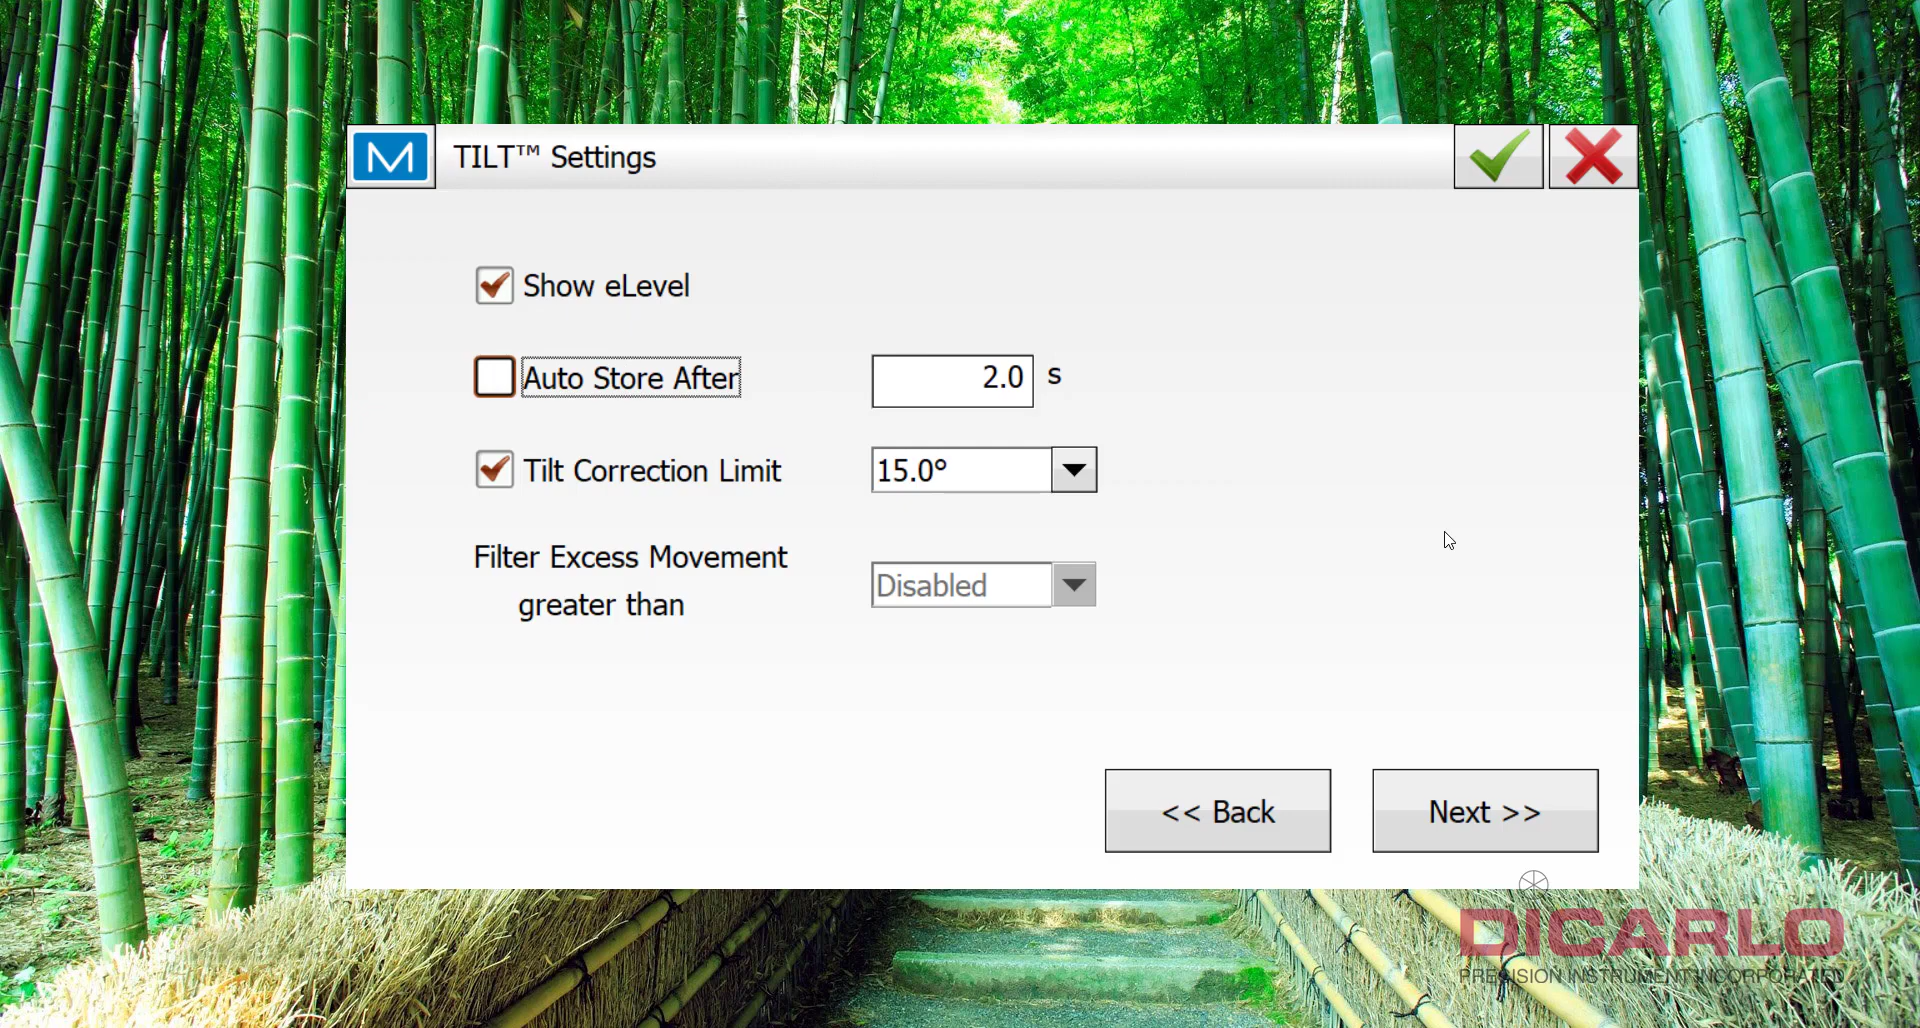 M TILT™ Settings
Show eLevel
Auto Store After 2.0 s
Tilt Correction Limit 15.0°
Filter Excess Movement
greater than
Disabled
<< Back Next >>
DICARLO
PRECISION INSTRUMENT INCORPORATED